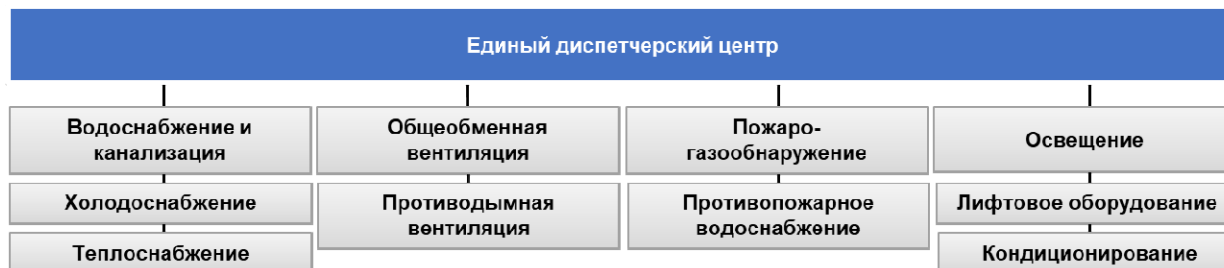 Единый диспетчерский центр
Водоснабжение и
канализация
Общеобменная
вентиляция
Пожаро-
газообнаружение
Освещение
Холодоснабжение
Противодымная
вентиляция
Противопожарное
водоснабжение
Лифтовое оборудование
Теплоснабжение
Кондиционирование